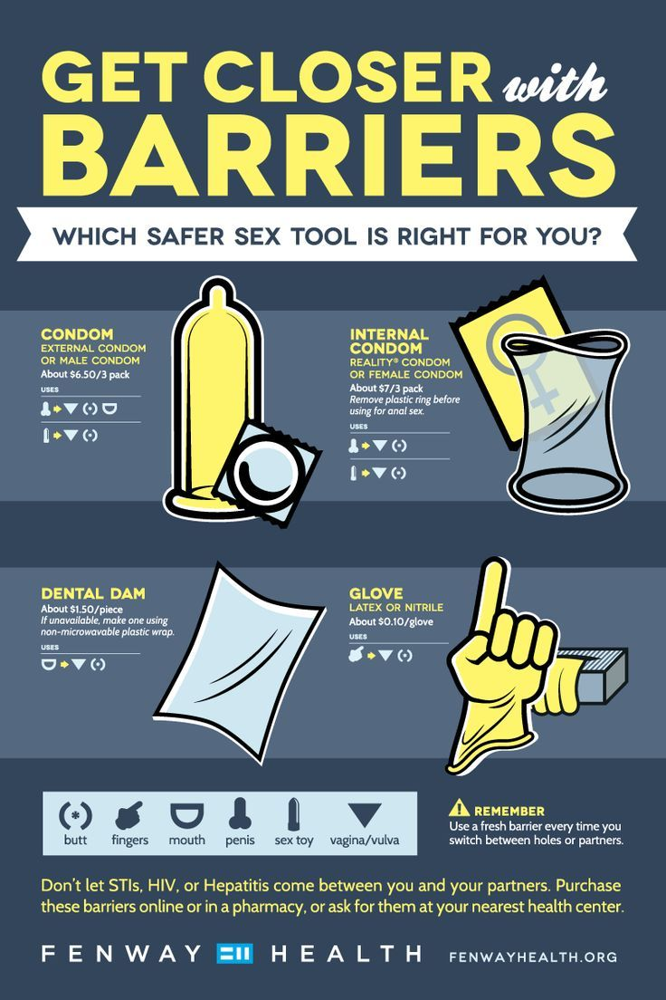 GET CLOSER with
BARRIERS
WHICH SAFER SEX TOOL IS RIGHT FOR YOU?
CONDOM
EXTERNAL CONDOM
OR MALE CONDOM
About $6.50/3 pack
USES
INTERNAL
CONDOM
REALITY® CONDOM
OR FEMALE CONDOM
About $7/3 pack
Remove plastic ring before
using for anal sex.
USES
DENTAL DAM
About $1.50/piece
If unavailable, make one using
non-microwavable plastic wrap.
USES
GLOVE
LATEX OR NITRILE
About $0.10/glove
USES
butt fingers mouth penis sex toy vagina/vulva
REMEMBER
Use a fresh barrier every time you
switch between holes or partners.
Don't let STIs, HIV, or Hepatitis come between you and your partners. Purchase
these barriers online or in a pharmacy, or ask for them at your nearest health center.
FENWAY HEALTH FENWAYHEALTH.ORG